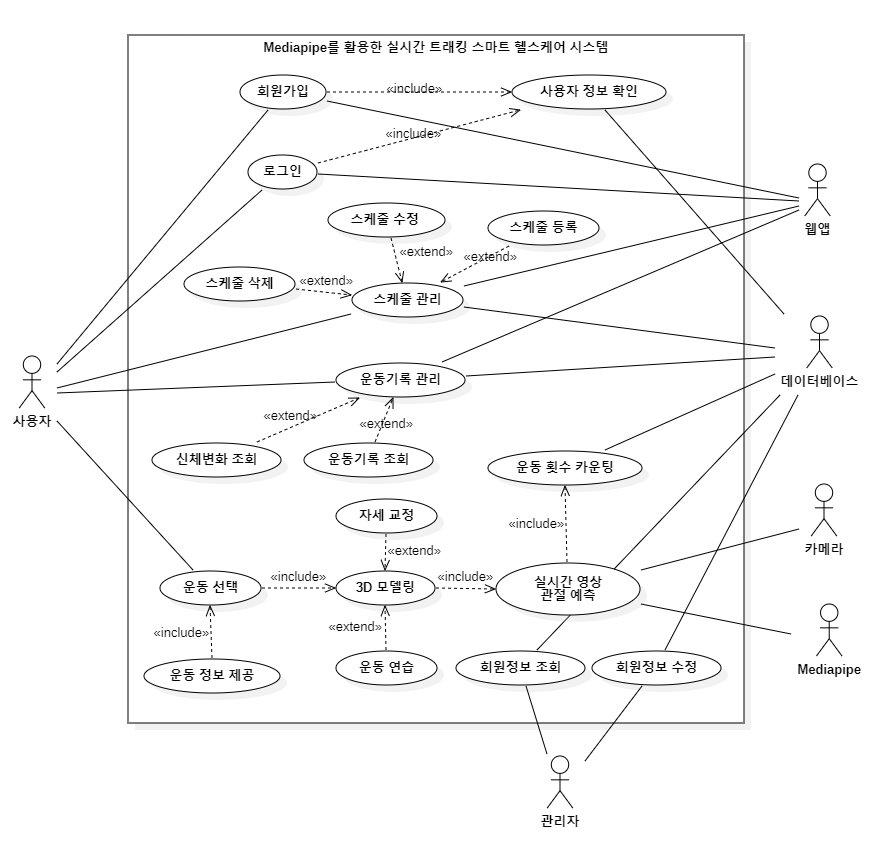 Mediapipe를 활용한 실시간 트래킹 스마트 헬스케어 시스템
회원가입
«include»
사용자 정보 확인
«include»
로그인
스케줄 수정
스케줄 등록
웹앱
«extend»
«extend»
스케줄 삭제
«extend»
스케줄 관리
운동기록 관리
데이터베이스
사용자
«extend»
«extend»
신체변화 조회
운동기록 조회
운동 횟수 카운팅
자세 교정
«include»
«extend»
카메라
운동 선택
«include»
3D 모델링
«include»
실시간 영상
관절 예측
«include»
«extend»
운동 정보 제공
운동 연습
회원정보 조회
회원정보 수정
Mediapipe
관리자